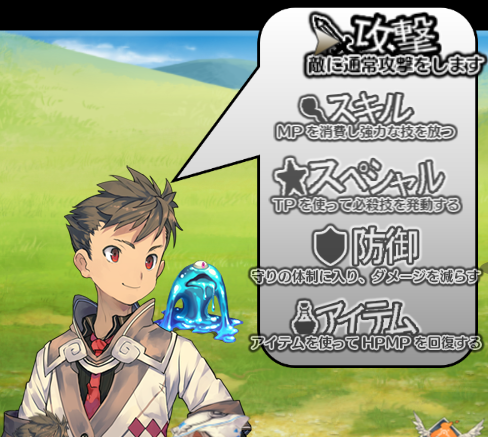 攻撃
敵に通常攻撃をします
スキル
MPを消費し強力な技を放つ
スペシャル
TPを使って必殺技を発動する
防御
守りの体制に入り、ダメージを減らす
アイテム
アイテムを使ってHPMPを回復する